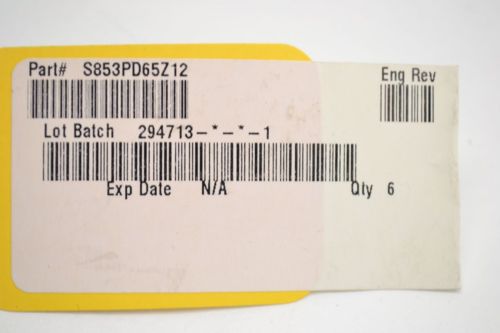 Part# S853PD65Z12 Eng Rev
Lot Batch 294713-*-*-1
Exp Date N/A Qty 6